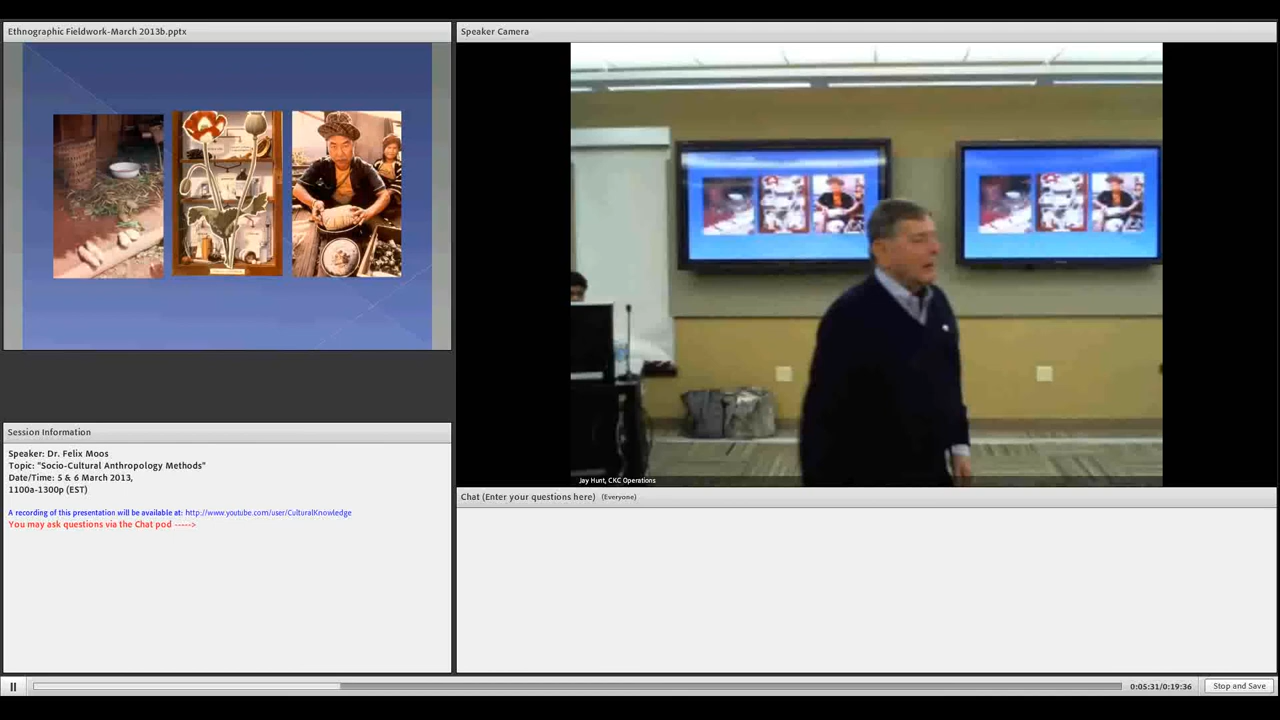 Ethnographic Fieldwork-March 2013b.pptx
Speaker Camera
Jay Hunt, CKC Operations
Session Information
Speaker: Dr. Felix Moos
Topic: "Socio-Cultural Anthropology Methods"
Date/Time: 5 & 6 March 2013,
1100a-1300p (EST)
A recording of this presentation will be available at: http://www.youtube.com/user/CulturalKnowledge
You may ask questions via the Chat pod ----->
Chat (Enter your questions here) (Everyone)
0:05:31/0:19:36
Stop and Save